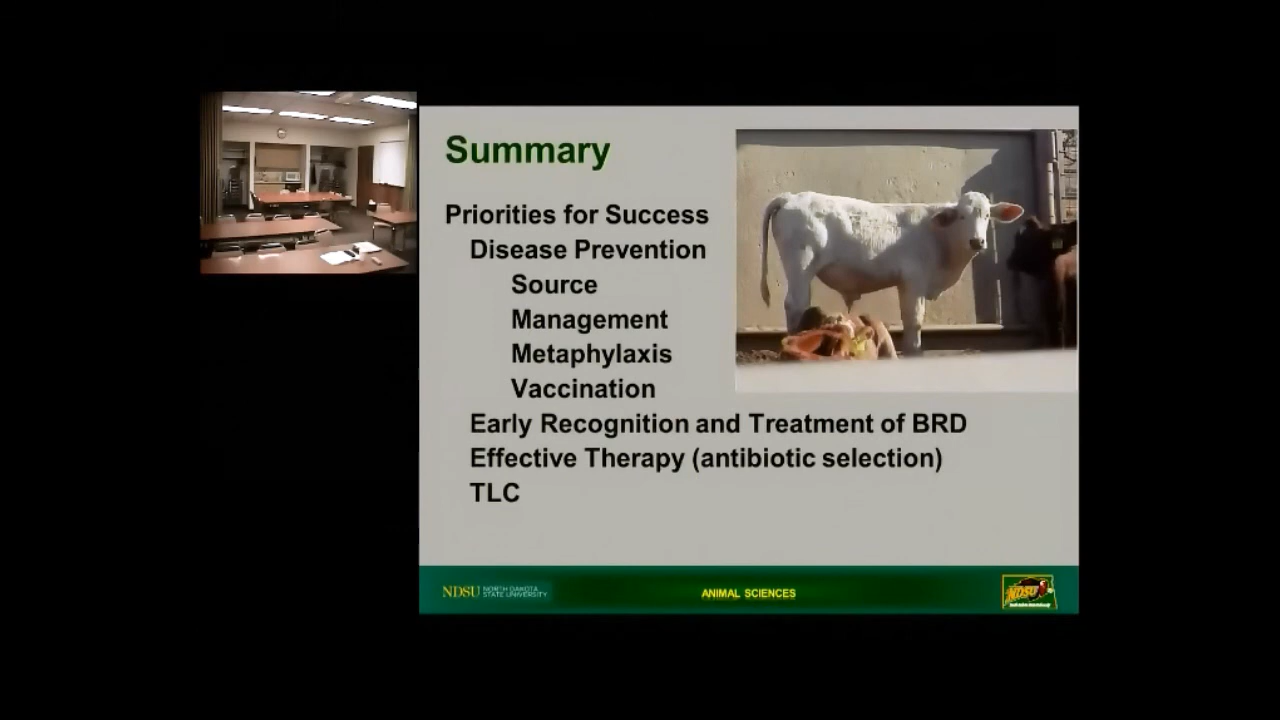 Summary
Priorities for Success
Disease Prevention
Source
Management
Metaphylaxis
Vaccination
Early Recognition and Treatment of BRD
Effective Therapy (antibiotic selection)
TLC
NDSU NORTH DAKOTA
STATE UNIVERSITY
ANIMAL SCIENCES
NDSU